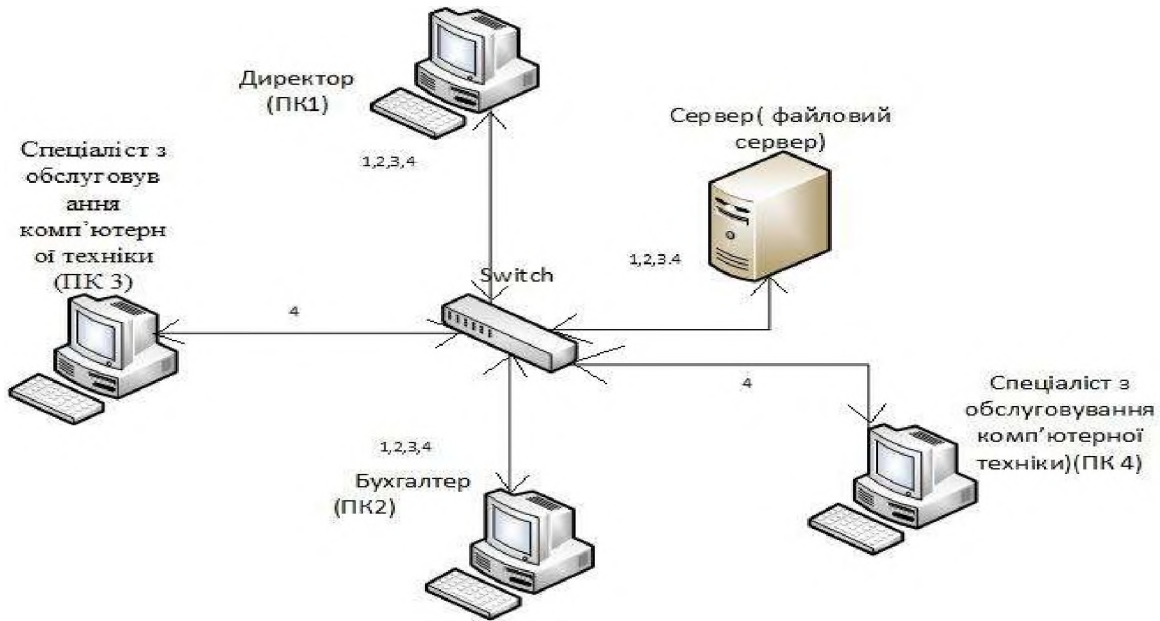 Директор
(ПК1)
Сервер( файловий
сервер)
Спеціаліст з
обслуговув
ання
комп’ютерн
ої техніки
(ПК 3)
1,2,3,4
1,2,3.4
Switch
4
4
Спеціаліст з
обслуговування
комп’ютерної
техніки)(ПК 4)
1,2,3,4
Бухгалтер
(ПК2)